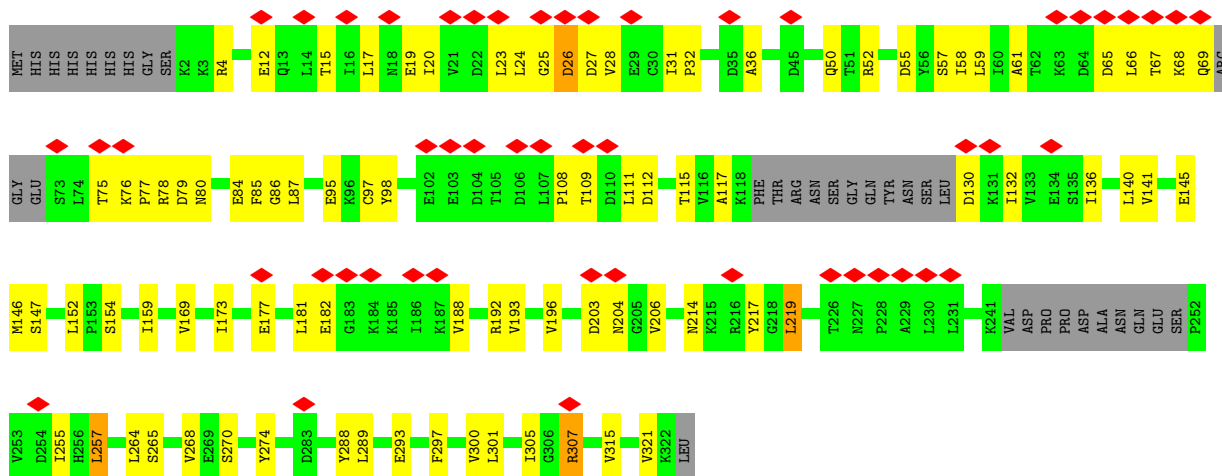 MET HIS HIS HIS HIS HIS HIS GLY SER K2 K3 R4 E12 Q13 L14 T15 I16 L17 N18 E19 I20 V21 D22 L23 L24 G25 D26 D27 V28 E29 C30 I31 P32 D35 A36 D45 Q50 T51 R52 D55 Y56 S57 I58 L59 I60 A61 T62 K63 D64 D65 L66 T67 K68 Q69 ARG
GLY GLU S73 L74 T75 K76 P77 R78 D79 N80 E84 F85 G86 L87 E95 K96 C97 Y98 E102 E103 D104 T105 D106 L107 P108 T109 D110 L111 D112 T115 V116 A117 K118 PHE THR ARG ASN SER GLY GLN TYR ASN SER LEU D130 K131 I132 V133 E134 S135 I136 L140 V141 E145
M146 S147 L152 P153 S154 I159 V169 I173 E177 L181 E182 G183 K184 K185 I186 K187 V188 R192 V193 V196 D203 N204 G205 V206 N214 K215 R216 Y217 G218 L219 T226 N227 P228 A229 L230 L231 K241 VAL ASP PRO PRO ASP ALA ASN GLN GLU SER P252
V253 D254 I255 H256 L257 L264 S265 V268 E269 S270 Y274 D283 Y288 L289 E293 F297 V300 L301 I305 G306 R307 V315 V321 K322 LEU